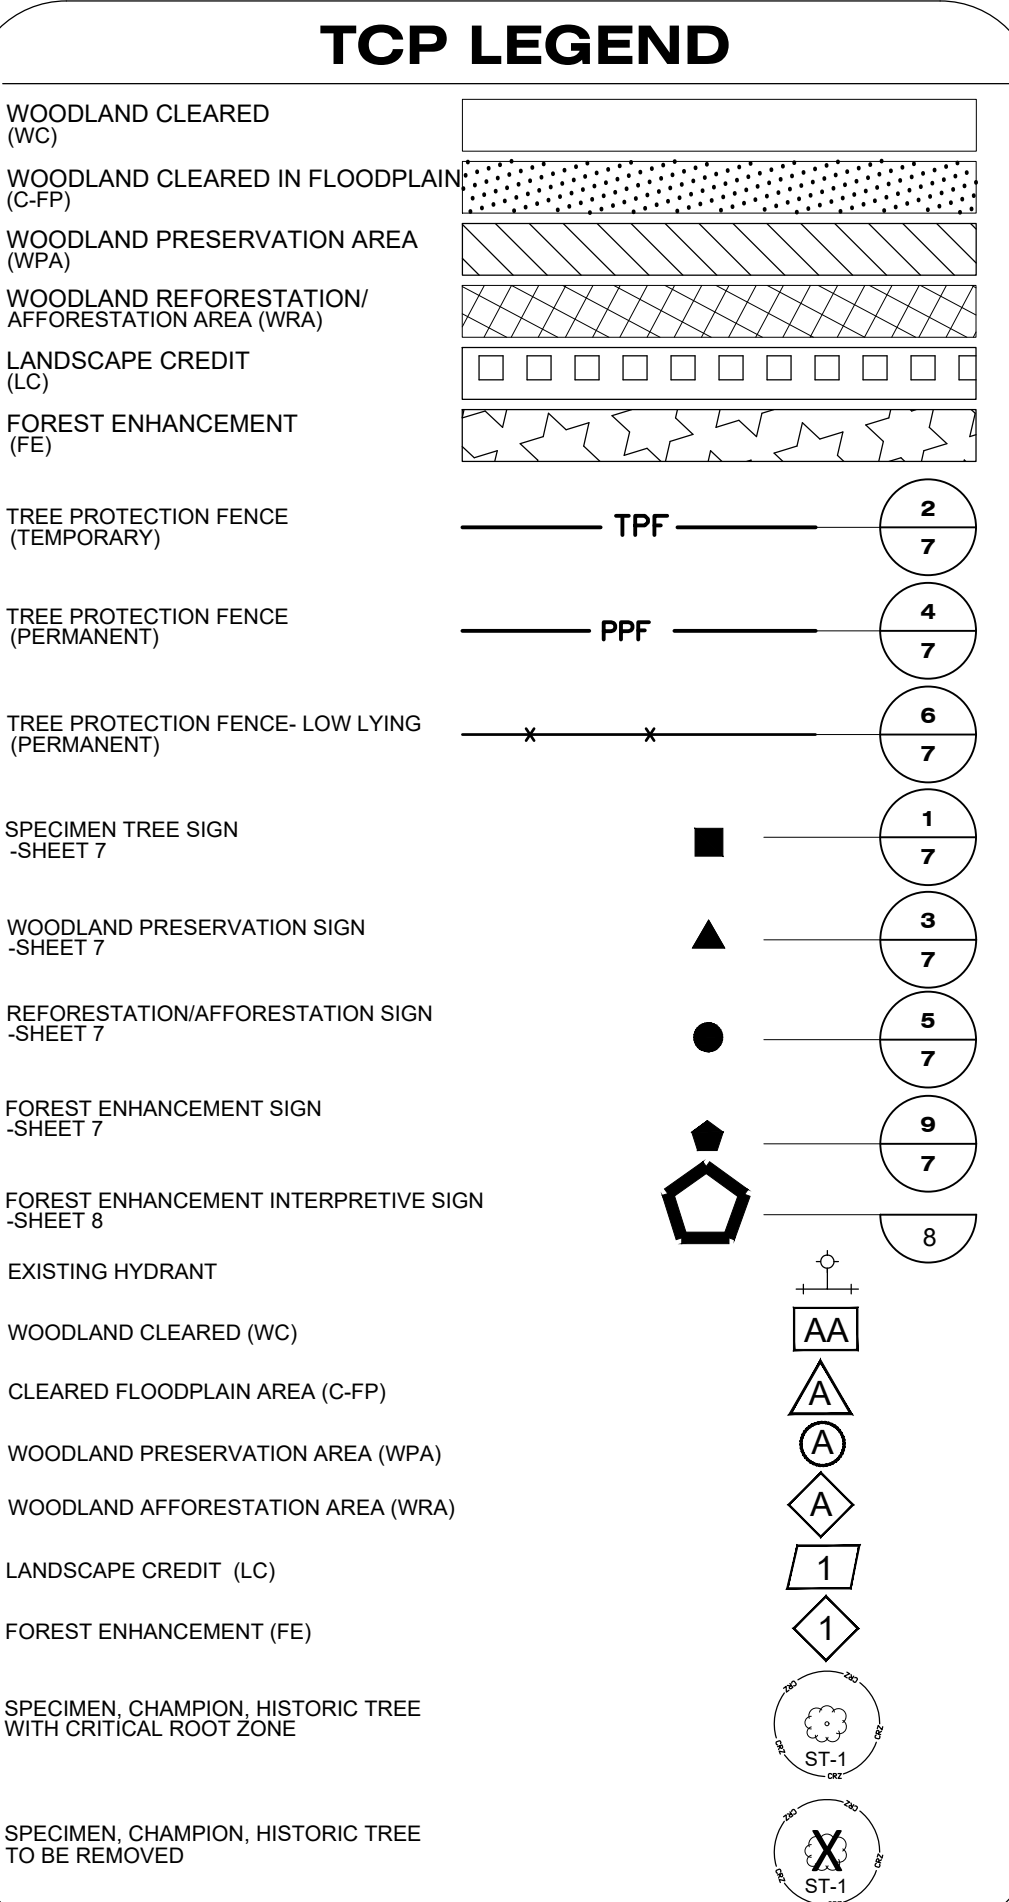 TCP LEGEND
WOODLAND CLEARED
(WC)
WOODLAND CLEARED IN FLOODPLAIN
(C-FP)
WOODLAND PRESERVATION AREA
(WPA)
WOODLAND REFORESTATION/
AFFORESTATION AREA (WRA)
LANDSCAPE CREDIT
(LC)
FOREST ENHANCEMENT
(FE)
TREE PROTECTION FENCE
(TEMPORARY)
TPF
2
7
TREE PROTECTION FENCE
(PERMANENT)
PPF
4
7
TREE PROTECTION FENCE- LOW LYING
(PERMANENT)
x x
6
7
SPECIMEN TREE SIGN
-SHEET 7
1
7
WOODLAND PRESERVATION SIGN
-SHEET 7
3
7
REFORESTATION/AFFORESTATION SIGN
-SHEET 7
5
7
FOREST ENHANCEMENT SIGN
-SHEET 7
9
7
FOREST ENHANCEMENT INTERPRETIVE SIGN
-SHEET 8
8
EXISTING HYDRANT
WOODLAND CLEARED (WC)
AA
CLEARED FLOODPLAIN AREA (C-FP)
A
WOODLAND PRESERVATION AREA (WPA)
A
WOODLAND AFFORESTATION AREA (WRA)
A
LANDSCAPE CREDIT (LC)
1
FOREST ENHANCEMENT (FE)
1
SPECIMEN, CHAMPION, HISTORIC TREE
WITH CRITICAL ROOT ZONE
CRZ
CRZ
CRZ
CRZ
ST-1
CRZ
SPECIMEN, CHAMPION, HISTORIC TREE
TO BE REMOVED
CRZ
CRZ
X
CRZ
CRZ
ST-1
CRZ